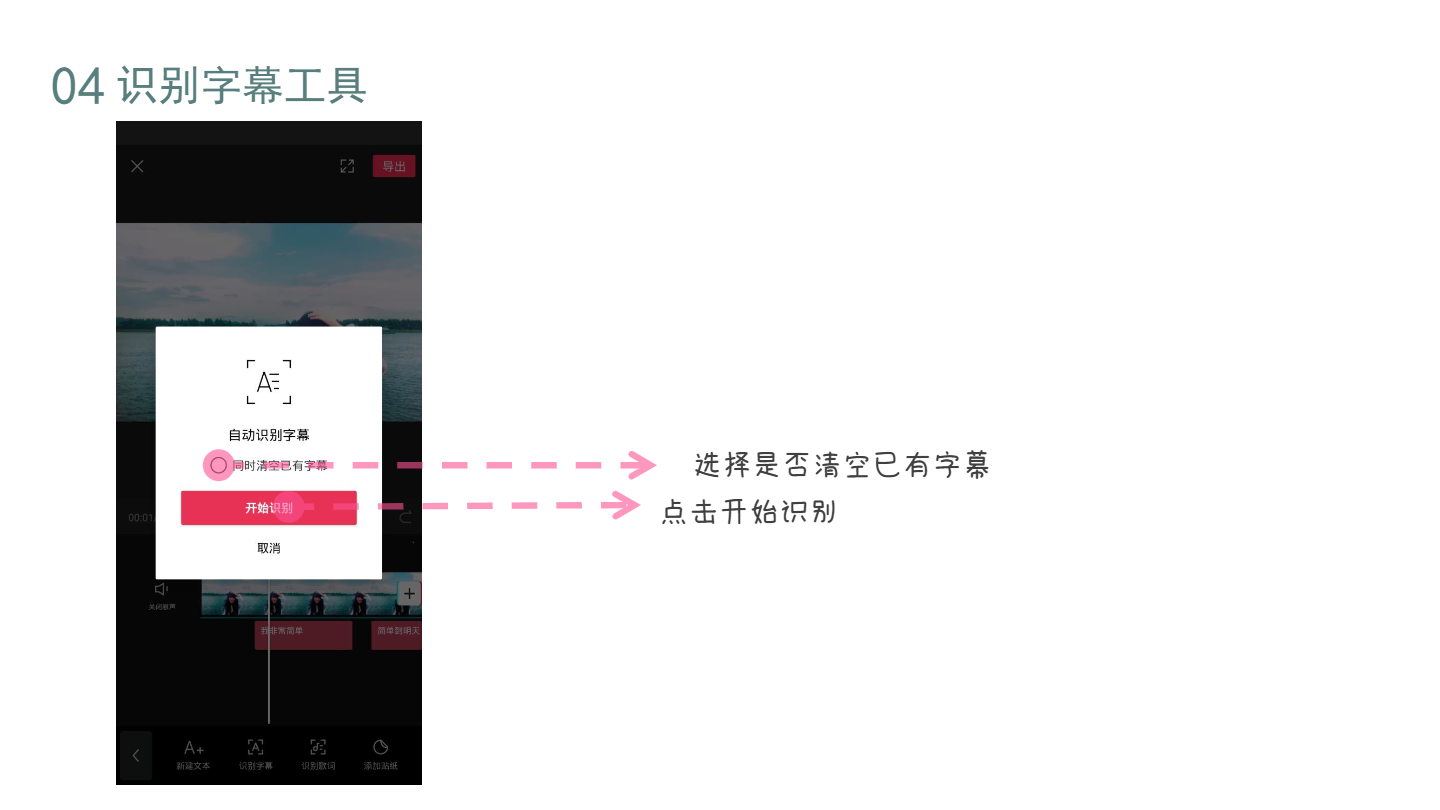 04 识别字幕工具
导出
自动识别字幕
同时清空已有字幕
选择是否清空已有字幕
开始识别
点击开始识别
00:01
取消
关闭原声
我非常简单
简单到明天
A+
新建文本
识别字幕
识别歌词
添加贴纸